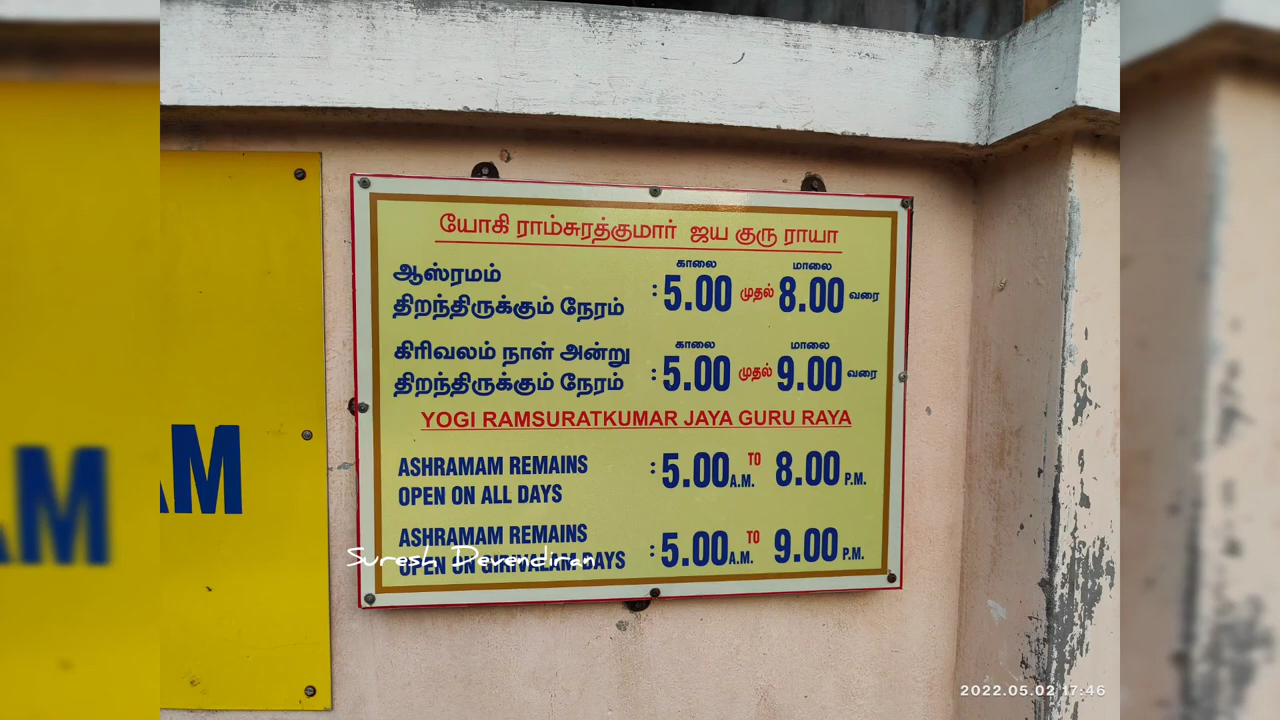 யோகி ராம்சுரத்குமார் ஜய குரு ராயா
காலை மாலை
ஆஸ்ரமம்
திறந்திருக்கும் நேரம் : 5.00 முதல் 8.00 வரை
காலை மாலை
கிரிவலம் நாள் அன்று
திறந்திருக்கும் நேரம் : 5.00 முதல் 9.00 வரை
YOGI RAMSURATKUMAR JAYA GURU RAYA
ASHRAMAM REMAINS : 5.00 A.M. TO 8.00 P.M.
OPEN ON ALL DAYS
ASHRAMAM REMAINS : 5.00 A.M. TO 9.00 P.M.
OPEN ON GIRIVALAM DAYS
Suresh Devendiran
AM
2022.05.02 17:46